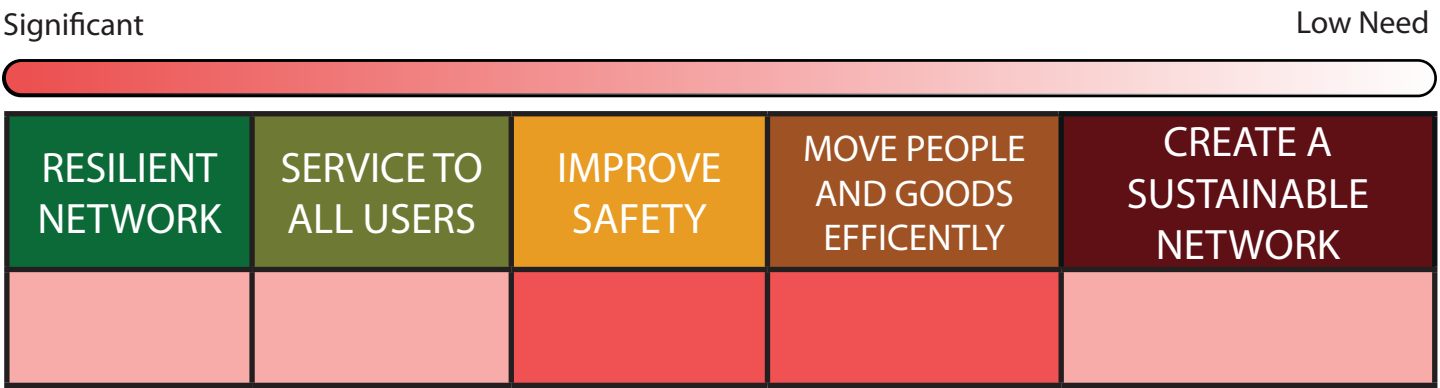 Significant
Low Need
RESILIENT
NETWORK
SERVICE TO
ALL USERS
IMPROVE
SAFETY
MOVE PEOPLE
AND GOODS
EFFICENTLY
CREATE A
SUSTAINABLE
NETWORK